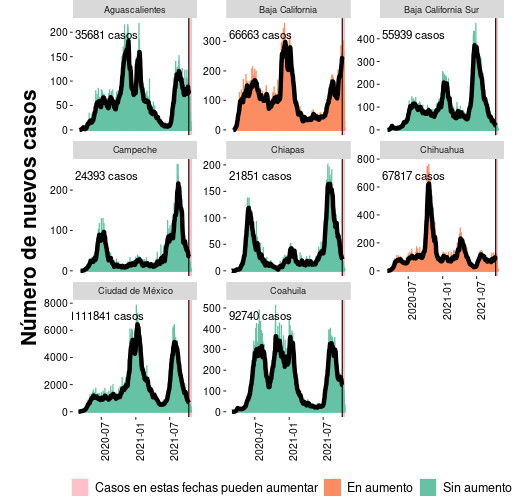 Aguascalientes
Baja California
Baja California Sur
35681 casos
66663 casos
55939 casos
200
150
100
50
0
300
200
100
0
400
300
200
100
0
Campeche
Chiapas
Chihuahua
24393 casos
21851 casos
67817 casos
200
100
0
200
150
100
50
0
800
600
400
200
0
Ciudad de México
Coahuila
1111841 casos
92740 casos
8000
6000
4000
2000
0
500
400
300
200
100
0
2020-07
2021-01
2021-07
2020-07
2021-01
2021-07
2020-07
2021-01
2021-07
Número de nuevos casos
Casos en estas fechas pueden aumentar
En aumento
Sin aumento